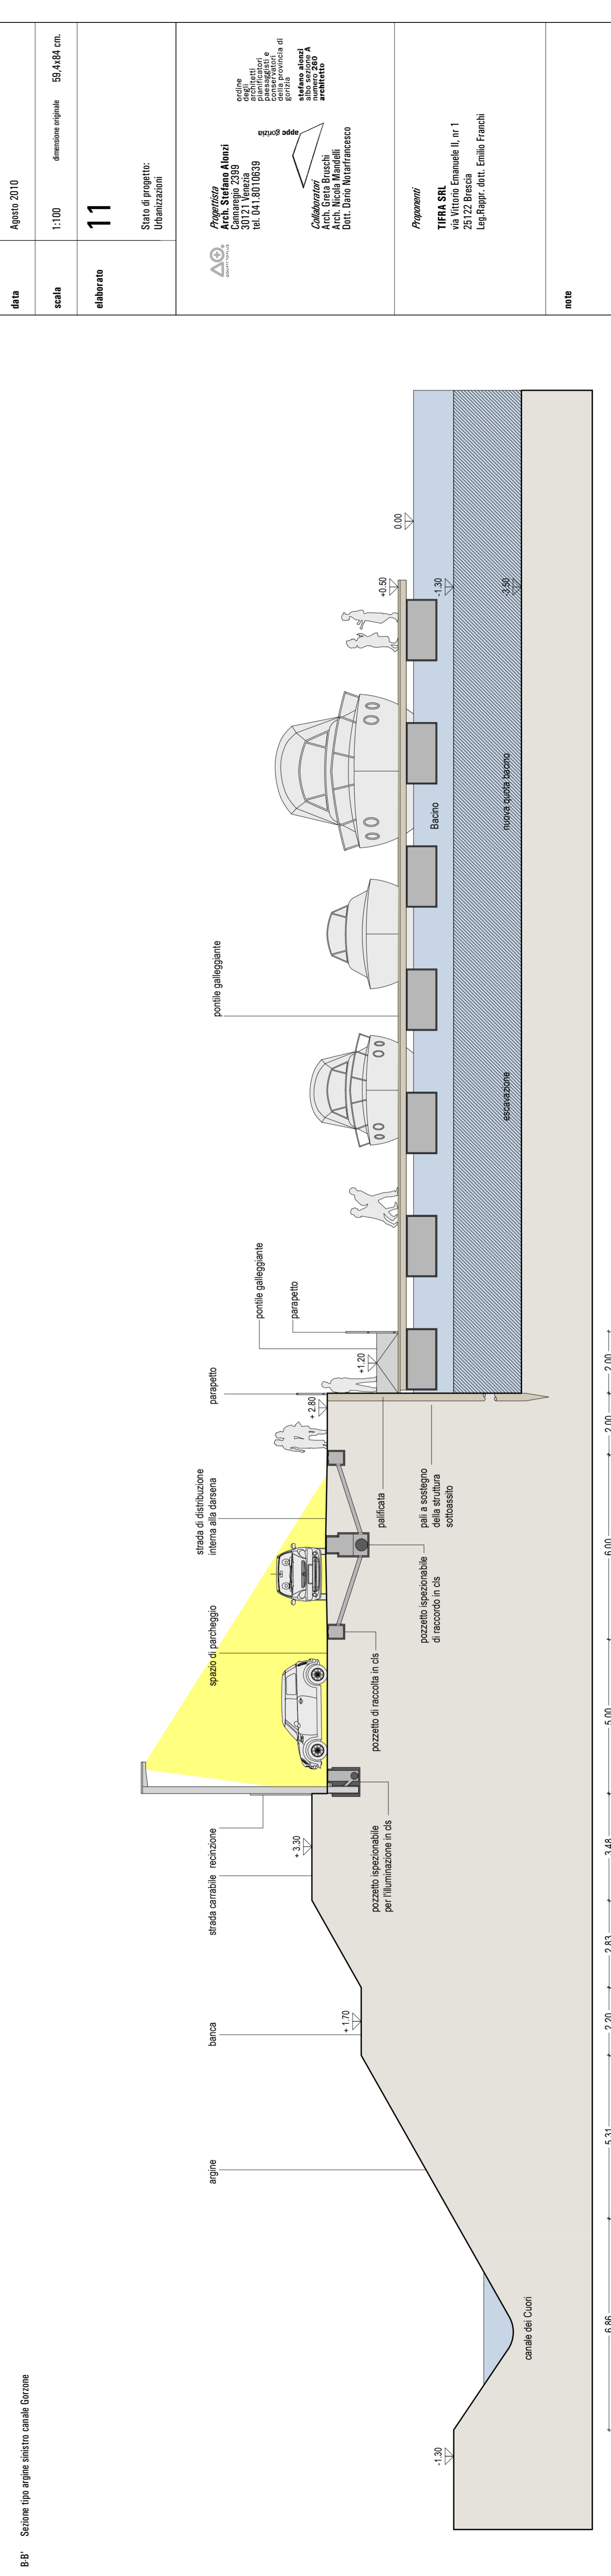 B-B' Sezione tipo argine sinistro canale Gorzone
-1.30
canale dei Cuori
argine
banca
+ 1.70
strada carrabile
recinzione
+ 3.30
pozzetto ispezionabile
per l'illuminazione in cls
spazio di parcheggio
pozzetto di raccolta in cls
strada di distribuzione
interna alla darsena
pozzetto ispezionabile
di raccordo in cls
parapetto
+ 2.80
palificata
pali a sostegno
della struttura
sottoassito
pontile galleggiante
parapetto
+1.20
pontile galleggiante
escavazione
Bacino
nuova quota bacino
+0.50
-1.30
-3.50
0.00
6.86
5.31
2.20
2.83
3.48
5.00
6.00
2.00
2.00
data
Agosto 2010
scala
1:100
dimensione originale
59,4x84 cm.
elaborato
11
Stato di progetto:
Urbanizzazioni
Progettista
Arch. Stefano Alonzi
Cannaregio 2399
30121 Venezia
tel. 041.8010639
ordine
degli
architetti
pianificatori
paesaggisti e
conservatori
della provincia di
gorizia
stefano alonzi
albo sezione A
numero 260
architetto
appc gorizia
Collaboratori
Arch. Greta Bruschi
Arch. Nicola Mandelli
Dott. Dario Notarfrancesco
Proponenti
TIFRA SRL
via Vittorio Emanuele II, nr 1
25122 Brescia
Leg.Rappr. dott. Emilio Franchi
note